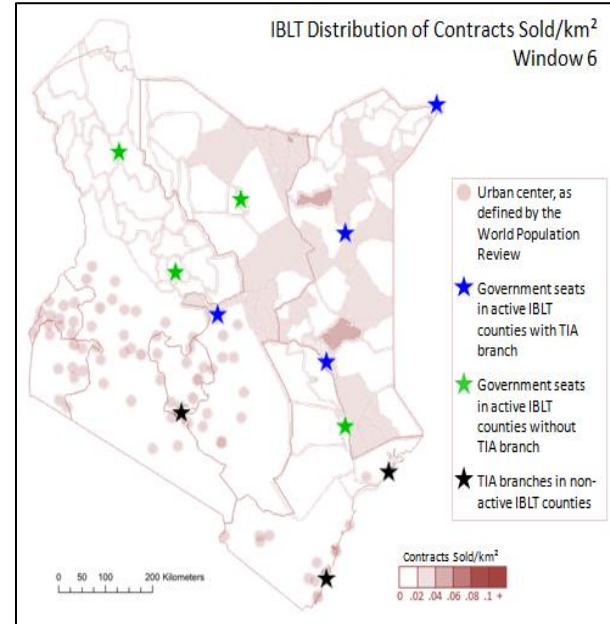 IBLT Distribution of Contracts Sold/km²
Window 6
Urban center, as
defined by the
World Population
Review
Government seats
in active IBLT
counties with TIA
branch
Government seats
in active IBLT
counties without
TIA branch
TIA branches in non-
active IBLT counties
Contracts Sold/km²
0 .02 .04 .06 .08 .1 +
0 50 100 200 Kilometers